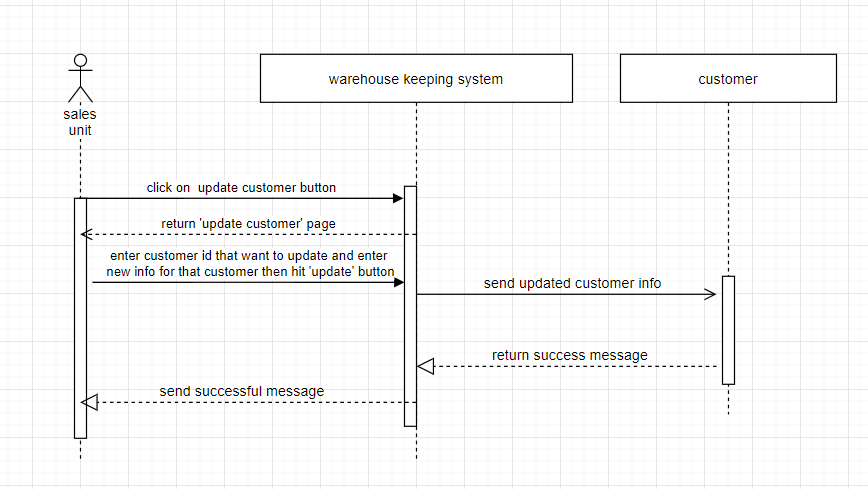 warehouse keeping system
customer
sales
unit
click on  update customer button
return 'update customer' page
enter customer id that want to update and enter
new info for that customer then hit 'update' button
send updated customer info
return success message
send successful message